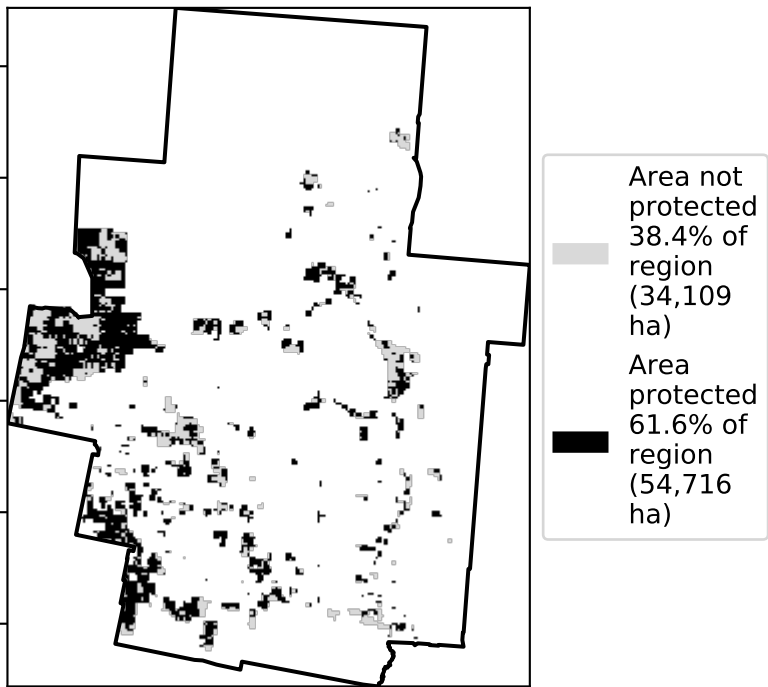 Area not
protected
38.4% of
region
(34,109
ha)
Area
protected
61.6% of
region
(54,716
ha)